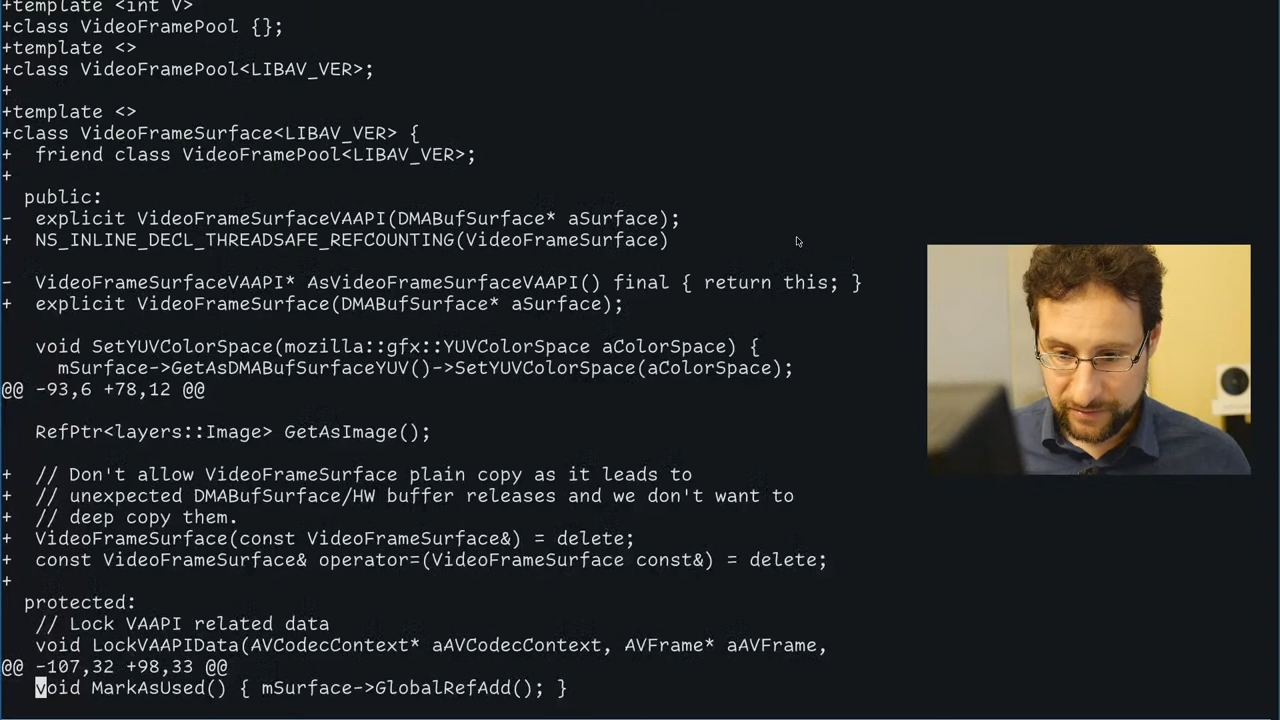 +template <int V>
+class VideoFramePool {};
+template <>
+class VideoFramePool<LIBAV_VER>;
+
+template <>
+class VideoFrameSurface<LIBAV_VER> {
+  friend class VideoFramePool<LIBAV_VER>;
+
  public:
-  explicit VideoFrameSurfaceVAAPI(DMABufSurface* aSurface);
+  NS_INLINE_DECL_THREADSAFE_REFCOUNTING(VideoFrameSurface)
-  VideoFrameSurfaceVAAPI* AsVideoFrameSurfaceVAAPI() final { return this; }
+  explicit VideoFrameSurface(DMABufSurface* aSurface);
   void SetYUVColorSpace(mozilla::gfx::YUVColorSpace aColorSpace) {
     mSurface->GetAsDMABufSurfaceYUV()->SetYUVColorSpace(aColorSpace);
@@ -93,6 +78,12 @@
   RefPtr<layers::Image> GetAsImage();
+  // Don't allow VideoFrameSurface plain copy as it leads to
+  // unexpected DMABufSurface/HW buffer releases and we don't want to
+  // deep copy them.
+  VideoFrameSurface(const VideoFrameSurface&) = delete;
+  const VideoFrameSurface& operator=(VideoFrameSurface const&) = delete;
+
  protected:
   // Lock VAAPI related data
   void LockVAAPIData(AVCodecContext* aAVCodecContext, AVFrame* aAVFrame,
@@ -107,32 +98,33 @@
   void MarkAsUsed() { mSurface->GlobalRefAdd(); }